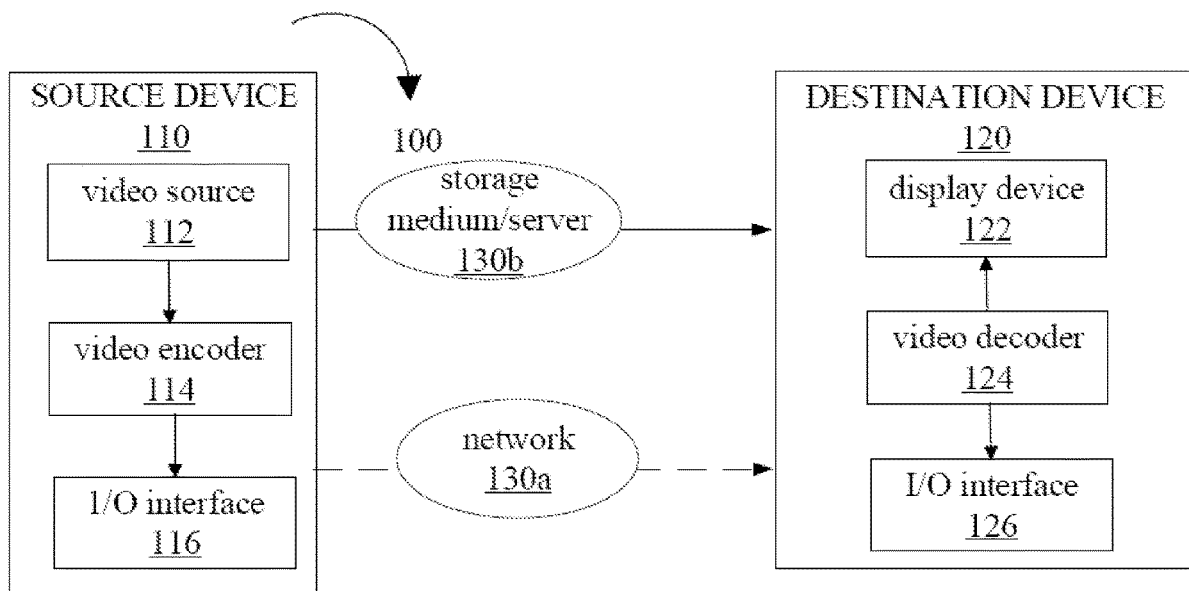 SOURCE DEVICE
110
video source
112
video encoder
114
I/O interface
116
100
storage
medium/server
130b
network
130a
DESTINATION DEVICE
120
display device
122
video decoder
124
I/O interface
126